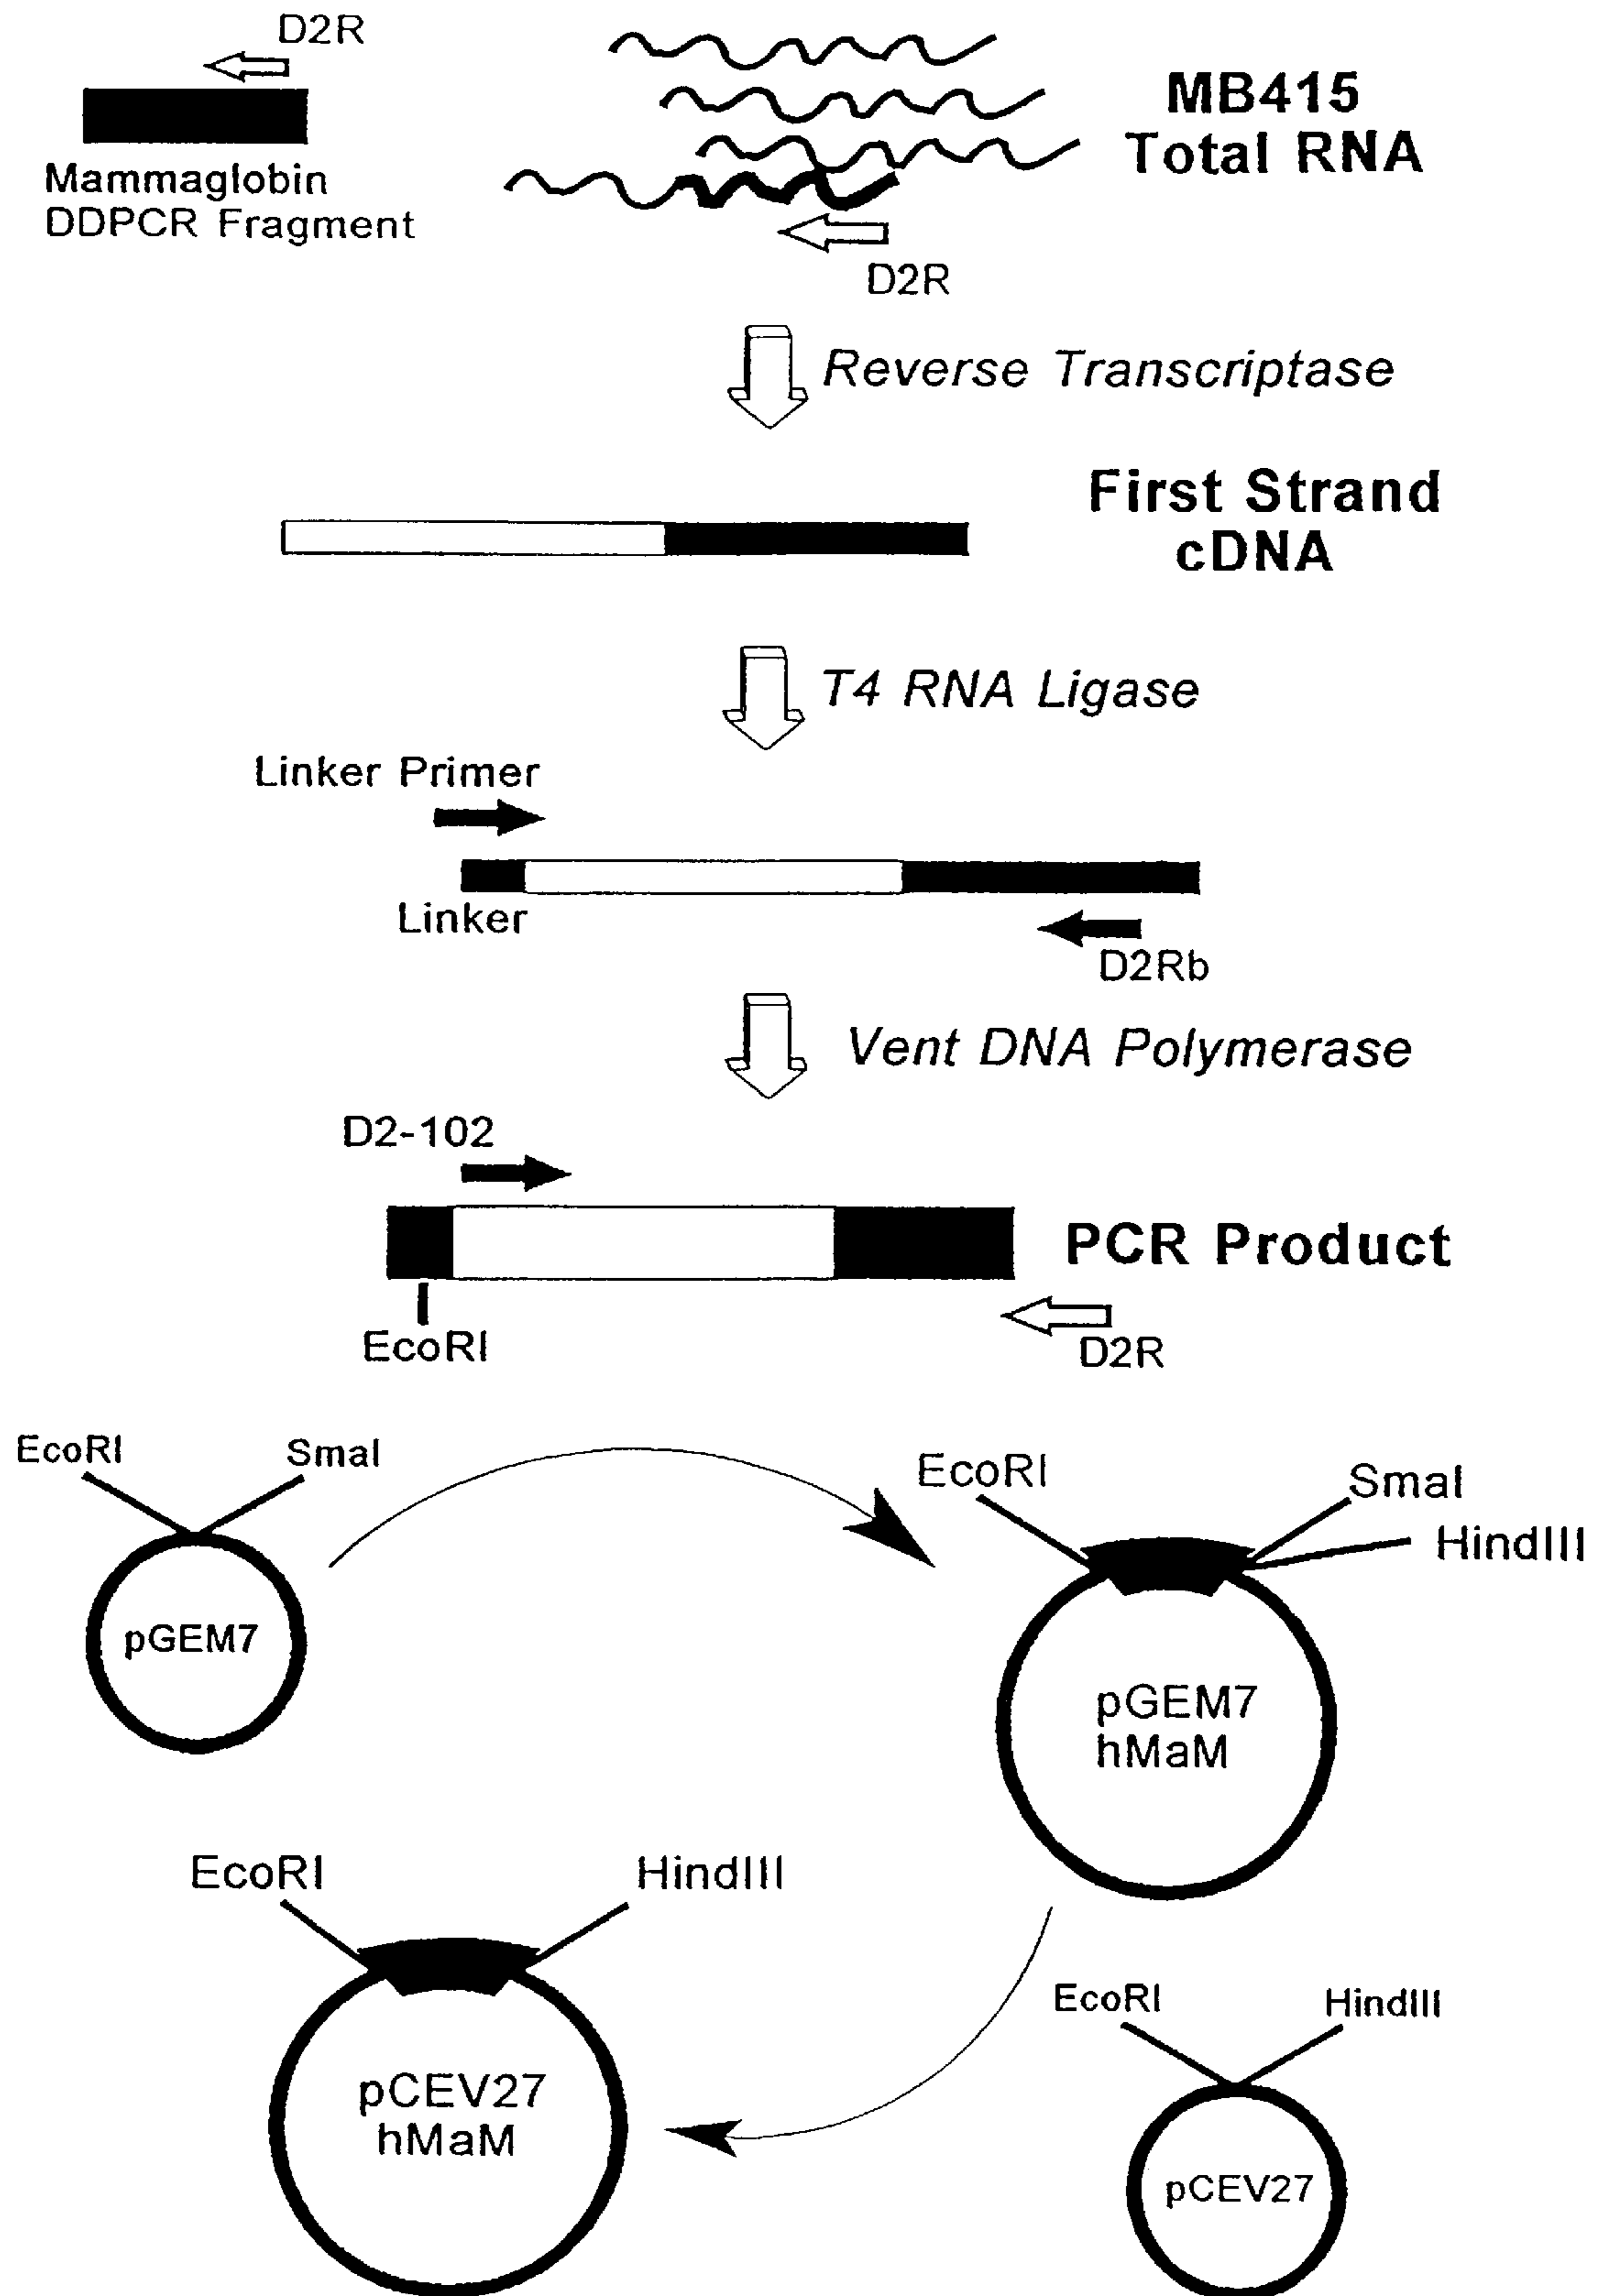 D2R
MB415
Total RNA
Mammaglobin
DDPCR Fragment
D2R
Reverse Transcriptase
First Strand
cDNA
T4 RNA Ligase
Linker Primer
Linker
D2Rb
Vent DNA Polymerase
D2-102
PCR Product
EcoRI
D2R
EcoRI
SmaI
EcoRI
SmaI
HindIII
pGEM7
pGEM7
hMaM
EcoRI
HindIII
EcoRI
HindIII
pCEV27
hMaM
pCEV27